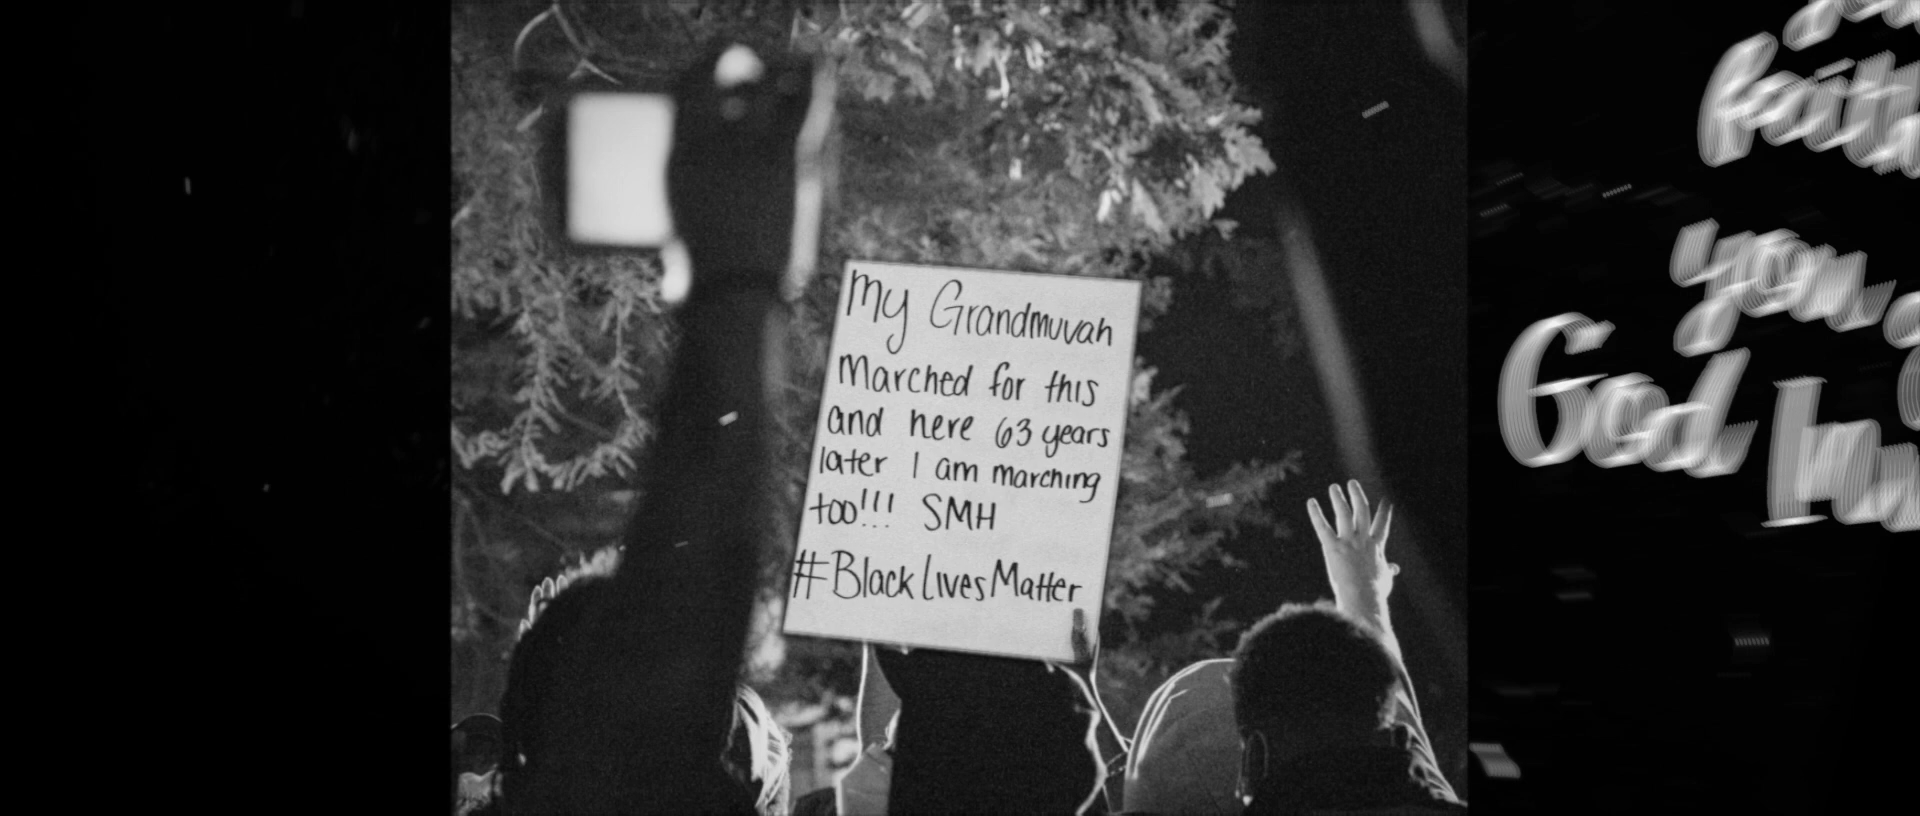 My Grandmuvah
Marched for this
and here 63 years
later I am marching
too!!! SMH
#BlackLivesMatter
you
God